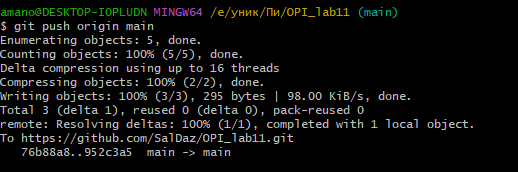 amano@DESKTOP-IOPLUDN MINGW64 /e/уник/Пи/OPI_lab11 (main)
$ git push origin main
Enumerating objects: 5, done.
Counting objects: 100% (5/5), done.
Delta compression using up to 16 threads
Compressing objects: 100% (2/2), done.
Writing objects: 100% (3/3), 295 bytes | 98.00 KiB/s, done.
Total 3 (delta 1), reused 0 (delta 0), pack-reused 0
remote: Resolving deltas: 100% (1/1), completed with 1 local object.
To https://github.com/SalDaz/OPI_lab11.git
   76b88a8..952c3a5  main -> main